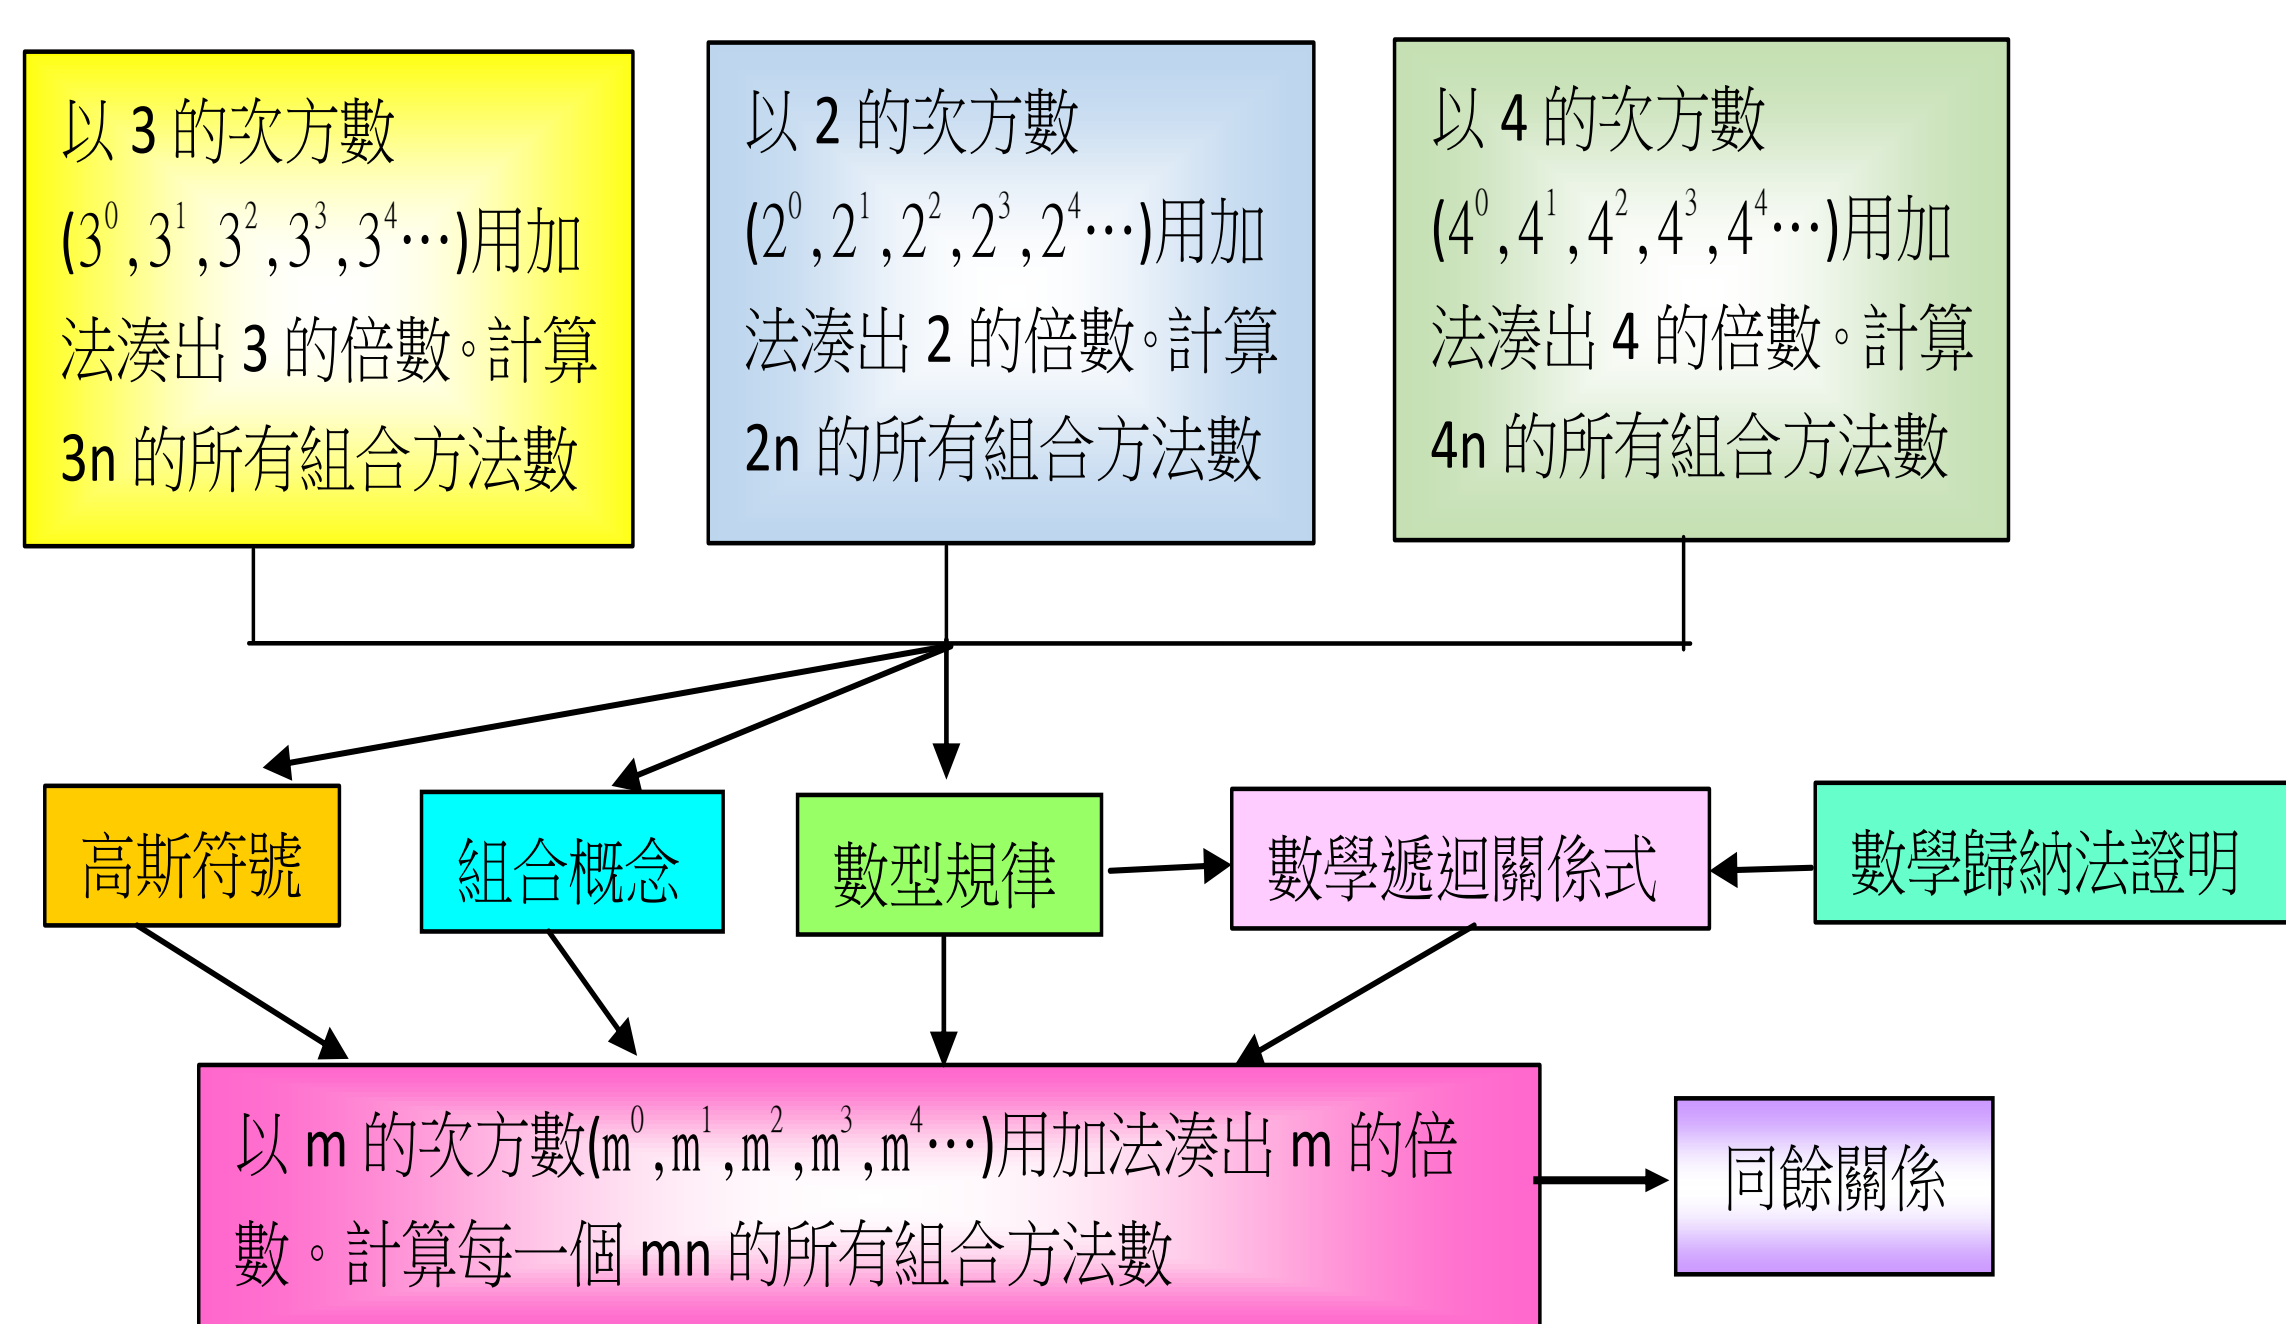 以 3 的次方數
(3⁰,3¹,3²,3³,3⁴⋯)用加
法湊出 3 的倍數。計算
3n 的所有組合方法數
以 2 的次方數
(2⁰,2¹,2²,2³,2⁴⋯)用加
法湊出 2 的倍數。計算
2n 的所有組合方法數
以 4 的次方數
(4⁰,4¹,4²,4³,4⁴⋯)用加
法湊出 4 的倍數。計算
4n 的所有組合方法數
高斯符號
組合概念
數型規律
數學遞迴關係式
數學歸納法證明
以 m 的次方數(m⁰,m¹,m²,m³,m⁴⋯)用加法湊出 m 的倍
數。計算每一個 mn 的所有組合方法數
同餘關係